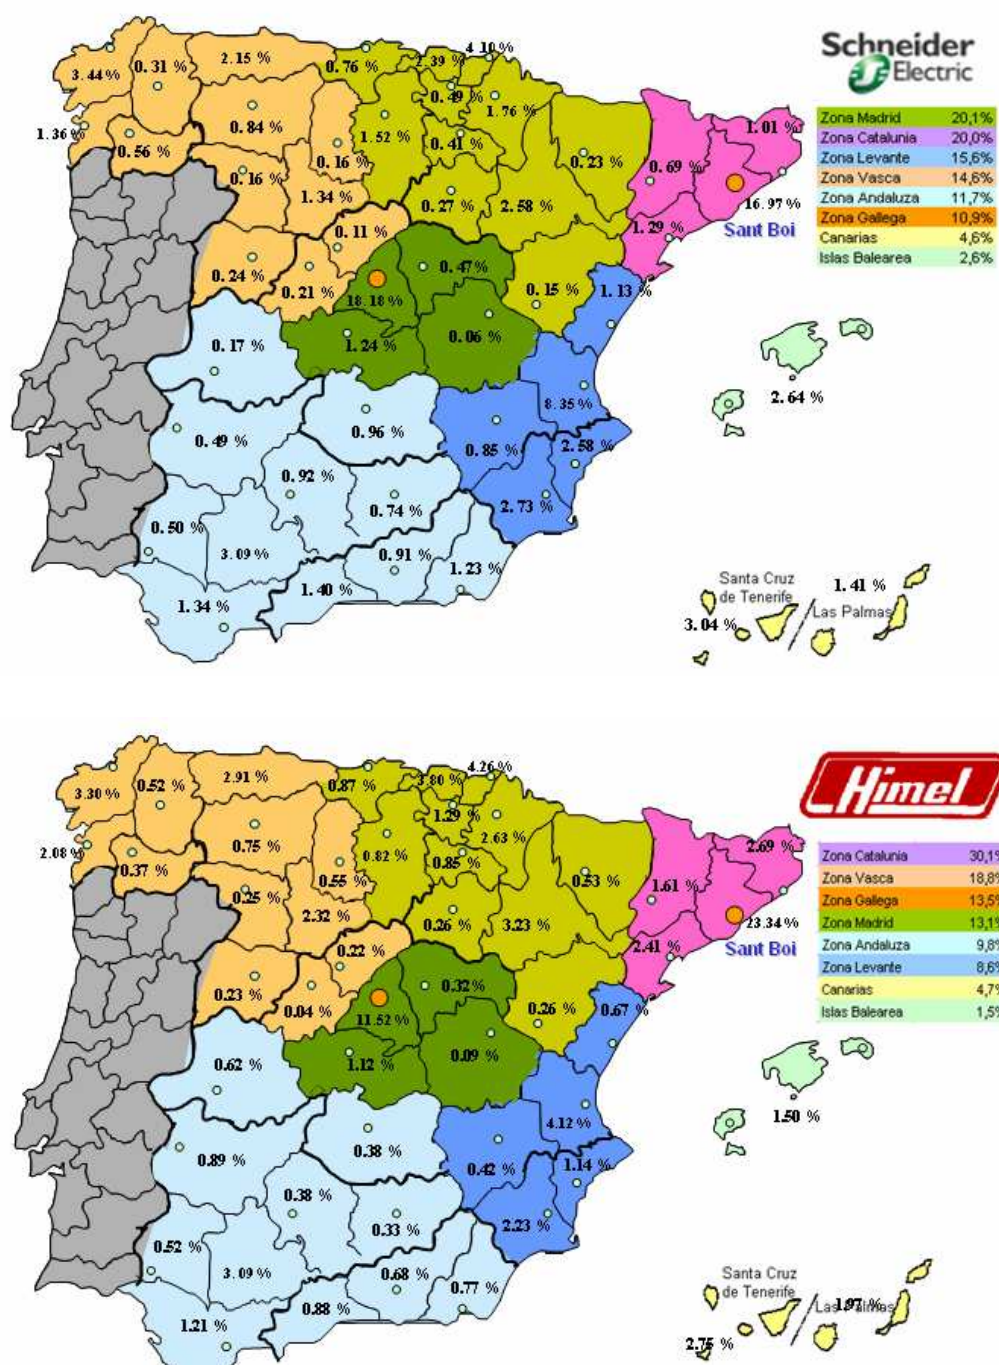 Schneider
Electric
Zona Madrid 20,1%
Zona Catalunia 20,0%
Zona Levante 15,6%
Zona Vasca 14,6%
Zona Andaluza 11,7%
Zona Gallega 10,9%
Canarias 4,6%
Islas Balearea 2,6%
4.10 %
3.44 % 0.31 % 2.15 % 0.76 % 2.39 %
0.49 % 1.76 %
1.36 % 0.56 % 0.84 % 1.52 % 0.41 % 0.23 % 0.69 % 1.01 %
0.16 % 0.16 %
1.34 % 0.27 % 2.58 % 16.97 %
0.11 % 1.29 % Sant Boi
0.24 % 0.21 % 18.18 % 0.47 % 0.15 % 1.13 %
0.17 % 1.24 % 0.06 %
2.64 %
0.49 % 0.96 % 0.85 % 8.35 % 2.58 %
0.92 %
0.50 % 0.74 % 2.73 %
3.09 % 0.91 % 1.23 %
1.34 % 1.40 %
Santa Cruz
de Tenerife 1.41 %
Las Palmas
3.04 %
Himel
Zona Catalunia 30,1%
Zona Vasca 18,8%
Zona Gallega 13,5%
Zona Madrid 13,1%
Zona Andaluza 9,8%
Zona Levante 8,6%
Canarias 4,7%
Islas Balearea 1,5%
4.26 %
3.30 % 0.52 % 2.91 % 0.87 % 3.80 %
1.29 % 2.63 %
2.08 % 0.37 % 0.75 % 0.82 % 0.85 % 0.53 % 1.61 % 2.69 %
0.25 % 0.55 %
2.32 % 0.26 % 3.23 % 23.34 %
0.22 % 2.41 % Sant Boi
0.23 % 0.04 % 11.52 % 0.32 % 0.26 % 0.67 %
0.62 % 1.12 % 0.09 %
1.50 %
0.89 % 0.38 % 0.42 % 4.12 % 1.14 %
0.38 %
0.52 % 0.33 % 2.23 %
3.09 % 0.68 % 0.77 %
1.21 % 0.88 %
Santa Cruz
de Tenerife
Las Palmas 1.97 %
2.75 %